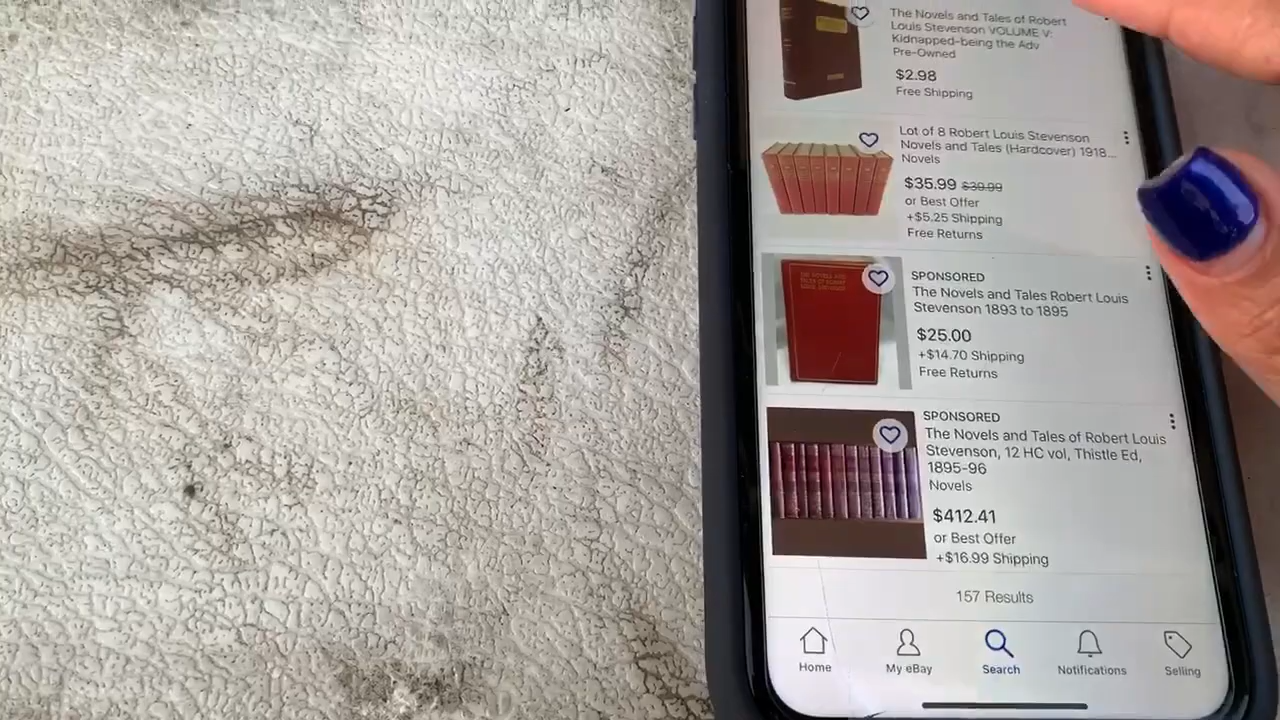 The Novels and Tales of Robert
Louis Stevenson VOLUME V:
Kidnapped-being the Adv
Pre-Owned
$2.98
Free Shipping
Lot of 8 Robert Louis Stevenson
Novels and Tales (Hardcover) 1918...
Novels
$35.99 $39.99
or Best Offer
+$5.25 Shipping
Free Returns
SPONSORED
The Novels and Tales Robert Louis
Stevenson 1893 to 1895
$25.00
+$14.70 Shipping
Free Returns
SPONSORED
The Novels and Tales of Robert Louis
Stevenson, 12 HC vol, Thistle Ed,
1895-96
Novels
$412.41
or Best Offer
+$16.99 Shipping
157 Results
Home
My eBay
Search
Notifications
Selling